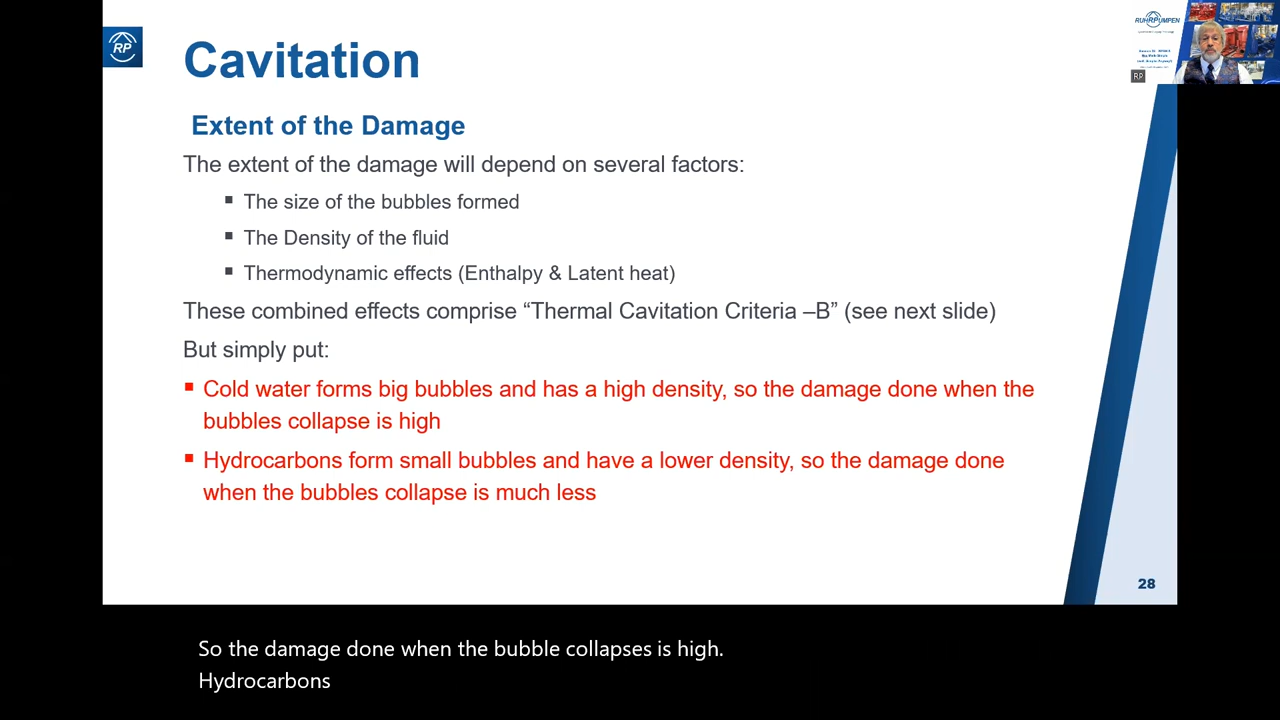 RP
Cavitation
RUHRPUMPEN
RP
Extent of the Damage
The extent of the damage will depend on several factors:
▪ The size of the bubbles formed
▪ The Density of the fluid
▪ Thermodynamic effects (Enthalpy & Latent heat)
These combined effects comprise “Thermal Cavitation Criteria –B” (see next slide)
But simply put:
▪ Cold water forms big bubbles and has a high density, so the damage done when the
bubbles collapse is high
▪ Hydrocarbons form small bubbles and have a lower density, so the damage done
when the bubbles collapse is much less
28
So the damage done when the bubble collapses is high.
Hydrocarbons